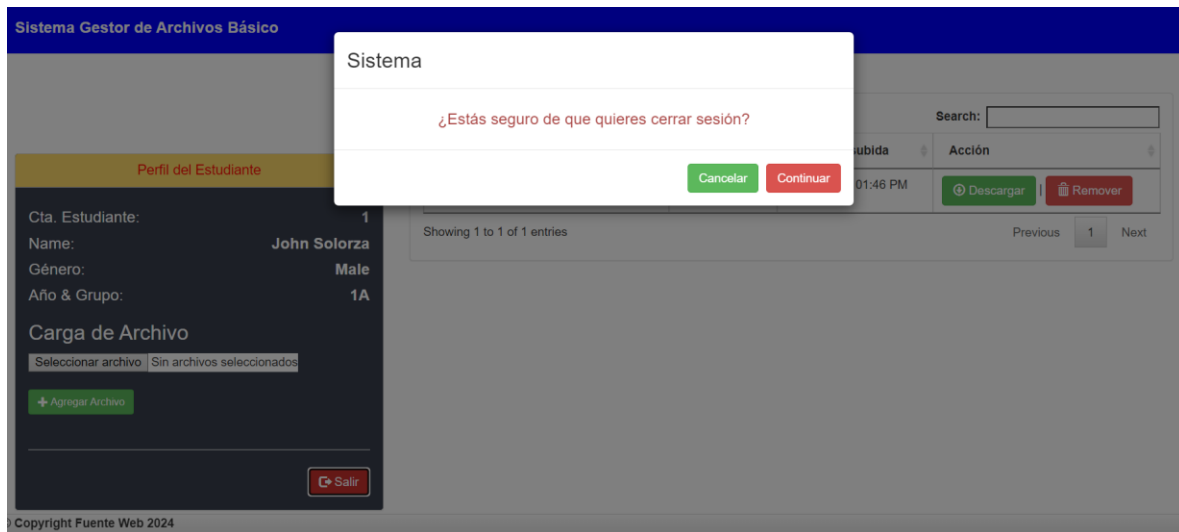 Sistema Gestor de Archivos Básico
Sistema
¿Estás seguro de que quieres cerrar sesión?
Cancelar Continuar
Search:
Acción
01:46 PM Descargar | Remover
Showing 1 to 1 of 1 entries Previous 1 Next
Perfil del Estudiante
Cta. Estudiante: 1
Name: John Solorza
Género: Male
Año & Grupo: 1A
Carga de Archivo
Seleccionar archivo Sin archivos seleccionados
Agregar Archivo
Salir
Copyright Fuente Web 2024